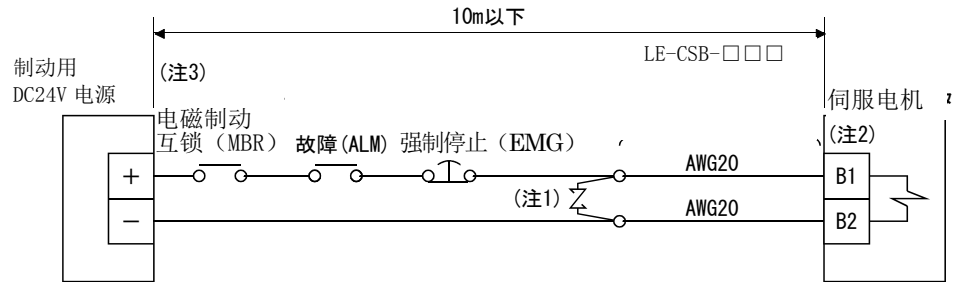 10m以下
LE-CSB-□□□
制动用
DC24V 电源
(注3)
伺服电机
电磁制动
互锁（MBR）
故障(ALM)
强制停止（EMG）
(注2)
+
AWG20
B1
(注1)
−
AWG20
B2